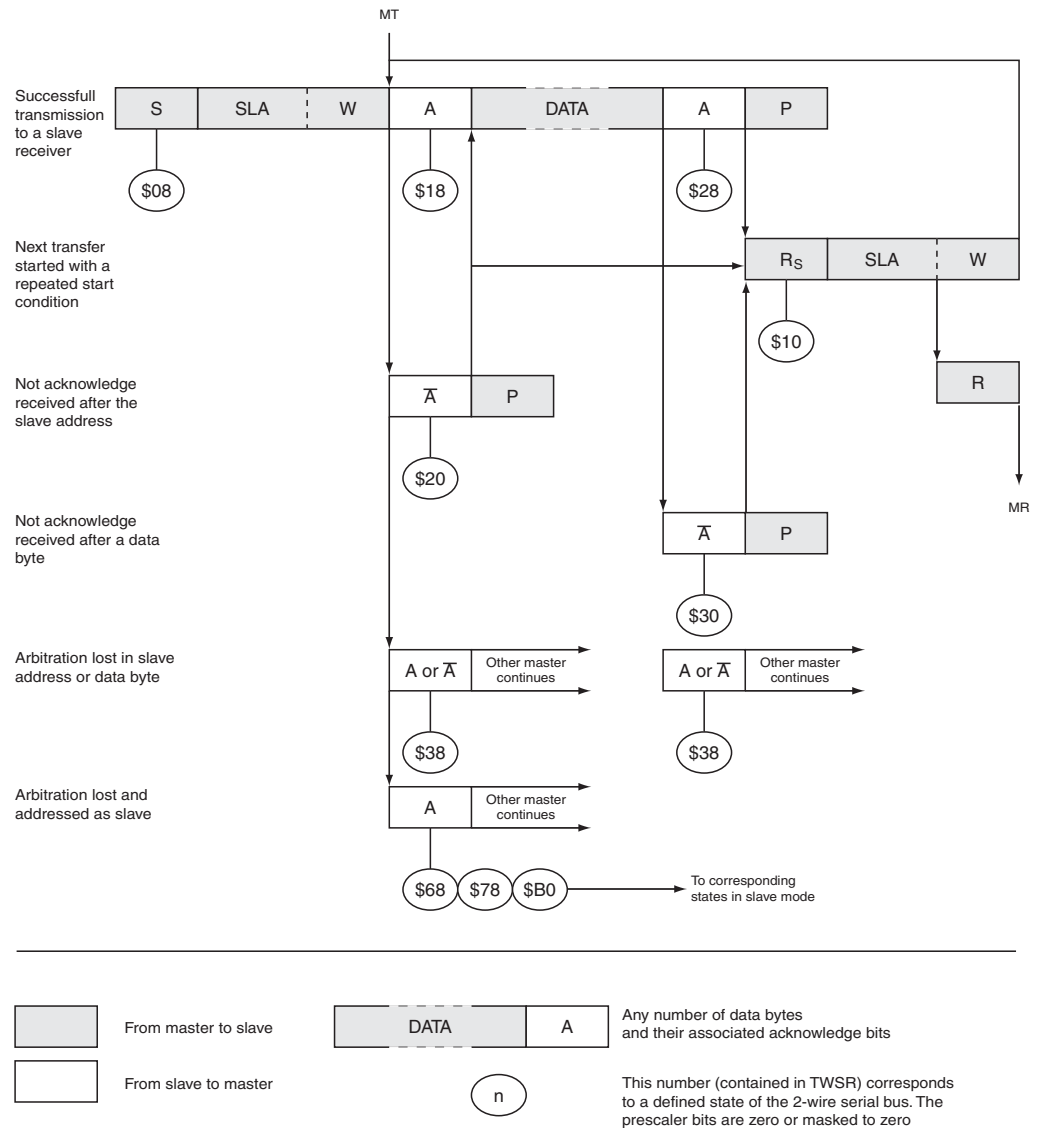 MT
Successfull
transmission
to a slave
receiver
S SLA W A DATA A P
$08 $18 $28
Next transfer
started with a
repeated start
condition
RS SLA W
$10
Not acknowledge
received after the
slave address
A̅ P
R
$20
MR
Not acknowledge
received after a data
byte
A̅ P
$30
Arbitration lost in slave
address or data byte
A or A̅
Other master
continues
A or A̅
Other master
continues
$38 $38
Arbitration lost and
addressed as slave
A
Other master
continues
$68 $78 $B0
To corresponding
states in slave mode
From master to slave
DATA A
Any number of data bytes
and their associated acknowledge bits
From slave to master
n
This number (contained in TWSR) corresponds
to a defined state of the 2-wire serial bus. The
prescaler bits are zero or masked to zero